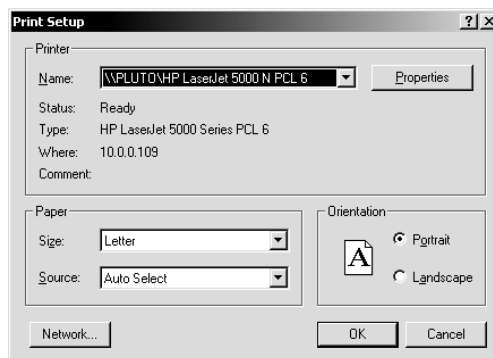 Print Setup
Printer
Name: \\PLUTO\HP LaserJet 5000 N PCL 6 Properties
Status: Ready
Type: HP LaserJet 5000 Series PCL 6
Where: 10.0.0.109
Comment:
Paper Orientation
Size: Letter Portrait
A
Source: Auto Select Landscape
Network... OK Cancel